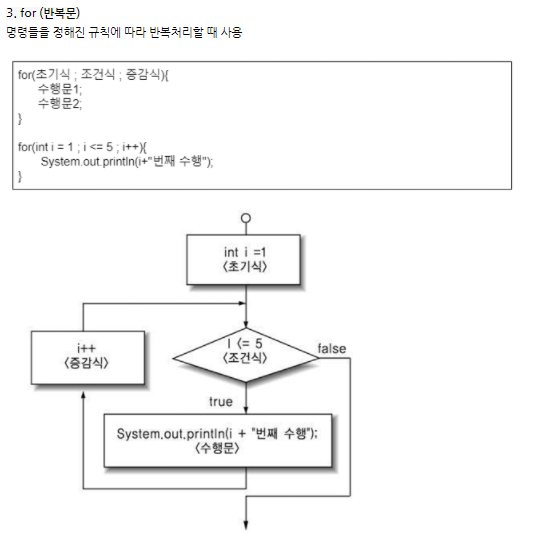 3. for (반복문)
명령들을 정해진 규칙에 따라 반복처리할 때 사용
for(초기식 ; 조건식 ; 증감식){
수행문1;
수행문2;
}
for(int i = 1 ; i <= 5 ; i++){
System.out.println(i+"번째 수행");
}
int i =1
<초기식>
I <= 5
<조건식>
false
i++
<증감식>
true
System.out.println(i + "번째 수행");
<수행문>